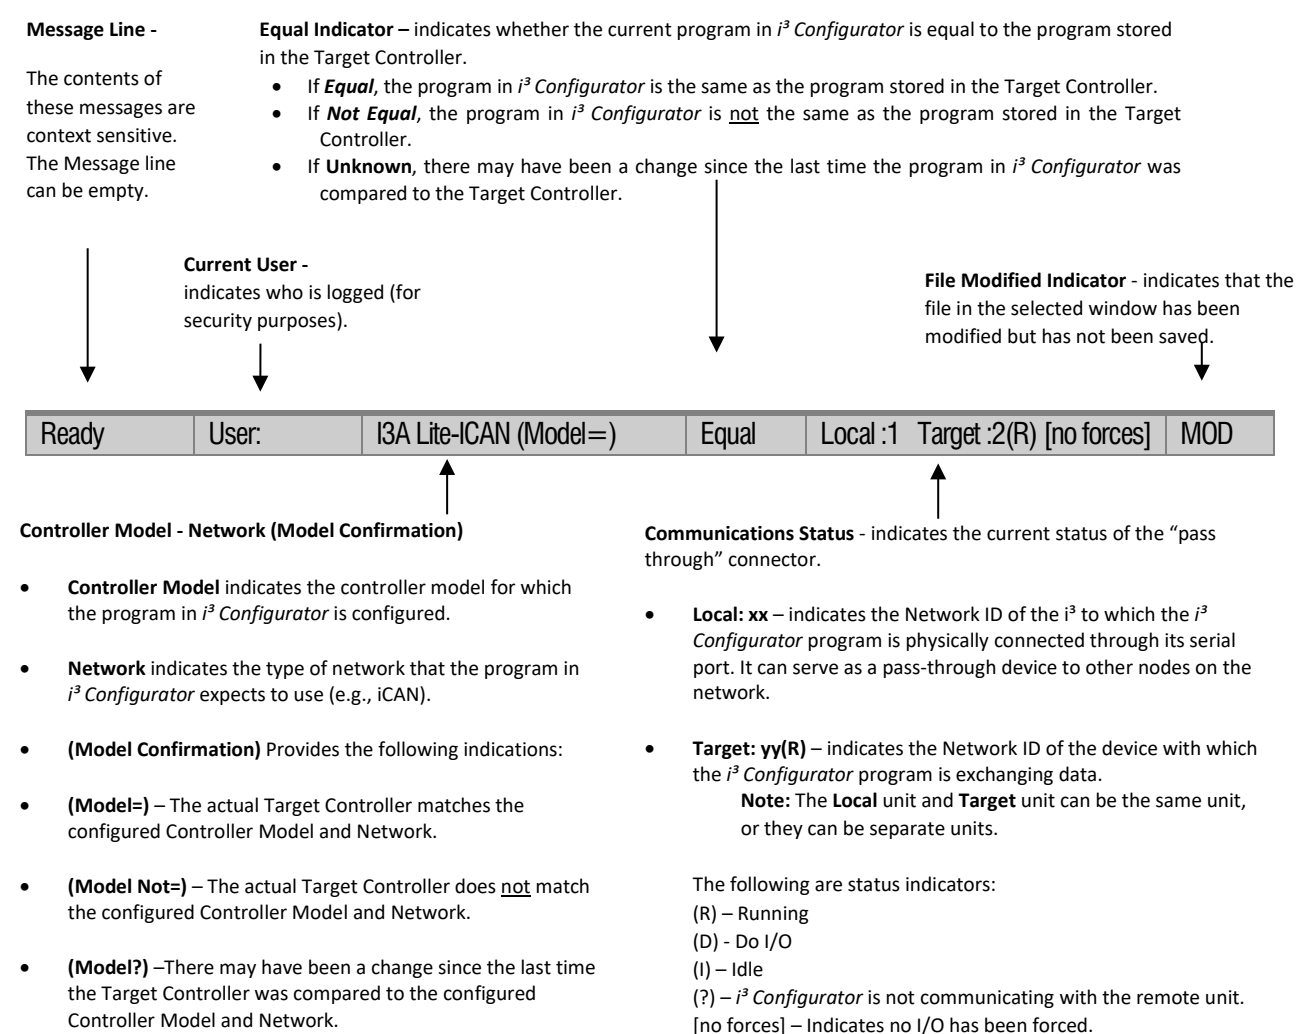 Message Line -
The contents of
these messages are
context sensitive.
The Message line
can be empty.
Equal Indicator – indicates whether the current program in i³ Configurator is equal to the program stored
in the Target Controller.
• If Equal, the program in i³ Configurator is the same as the program stored in the Target Controller.
• If Not Equal, the program in i³ Configurator is not the same as the program stored in the Target
Controller.
• If Unknown, there may have been a change since the last time the program in i³ Configurator was
compared to the Target Controller.
Current User -
indicates who is logged (for
security purposes).
File Modified Indicator - indicates that the
file in the selected window has been
modified but has not been saved.
Ready User: I3A Lite-ICAN (Model=) Equal Local :1 Target :2(R) [no forces] MOD
Controller Model - Network (Model Confirmation)
• Controller Model indicates the controller model for which
the program in i³ Configurator is configured.
• Network indicates the type of network that the program in
i³ Configurator expects to use (e.g., iCAN).
• (Model Confirmation) Provides the following indications:
• (Model=) – The actual Target Controller matches the
configured Controller Model and Network.
• (Model Not=) – The actual Target Controller does not match
the configured Controller Model and Network.
• (Model?) –There may have been a change since the last time
the Target Controller was compared to the configured
Controller Model and Network.
Communications Status - indicates the current status of the “pass
through” connector.
• Local: xx – indicates the Network ID of the i³ to which the i³
Configurator program is physically connected through its serial
port. It can serve as a pass-through device to other nodes on the
network.
• Target: yy(R) – indicates the Network ID of the device with which
the i³ Configurator program is exchanging data.
Note: The Local unit and Target unit can be the same unit,
or they can be separate units.
The following are status indicators:
(R) – Running
(D) - Do I/O
(I) – Idle
(?) – i³ Configurator is not communicating with the remote unit.
[no forces] – Indicates no I/O has been forced.